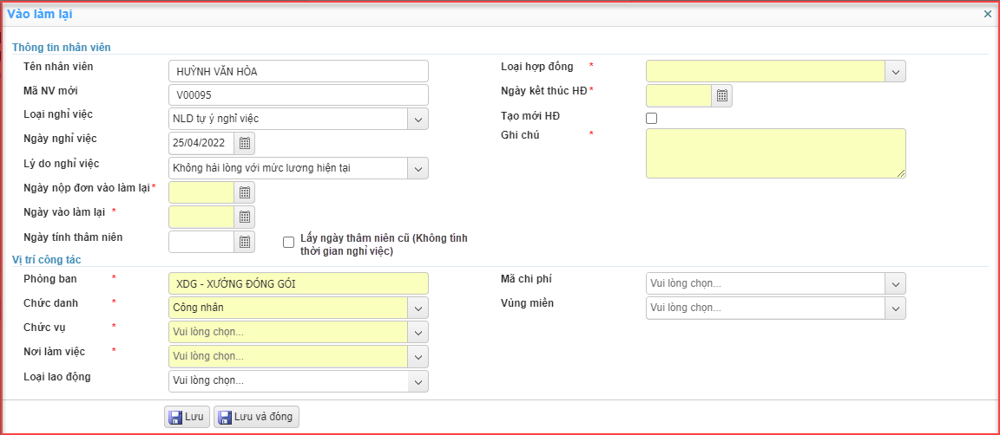 Vào làm lại
Thông tin nhân viên
Tên nhân viên
HUỲNH VĂN HÒA
Mã NV mới
V00095
Loại nghỉ việc
NLD tự ý nghỉ việc
Ngày nghỉ việc
25/04/2022
Lý do nghỉ việc
Không hải lòng với mức lương hiện tại
Ngày nộp đơn vào làm lại *
Ngày vào làm lại *
Ngày tính thâm niên
Lấy ngày thâm niên cũ (Không tính
thời gian nghỉ việc)
Loại hợp đồng *
Ngày kết thúc HĐ *
Tạo mới HĐ
Ghi chú *
Vị trí công tác
Phòng ban *
XDG - XƯỞNG ĐÓNG GÓI
Chức danh *
Công nhân
Chức vụ *
Vui lòng chọn...
Nơi làm việc *
Vui lòng chọn...
Loại lao động
Vui lòng chọn...
Mã chi phí
Vui lòng chọn...
Vùng miền
Vui lòng chọn...
Lưu
Lưu và đóng